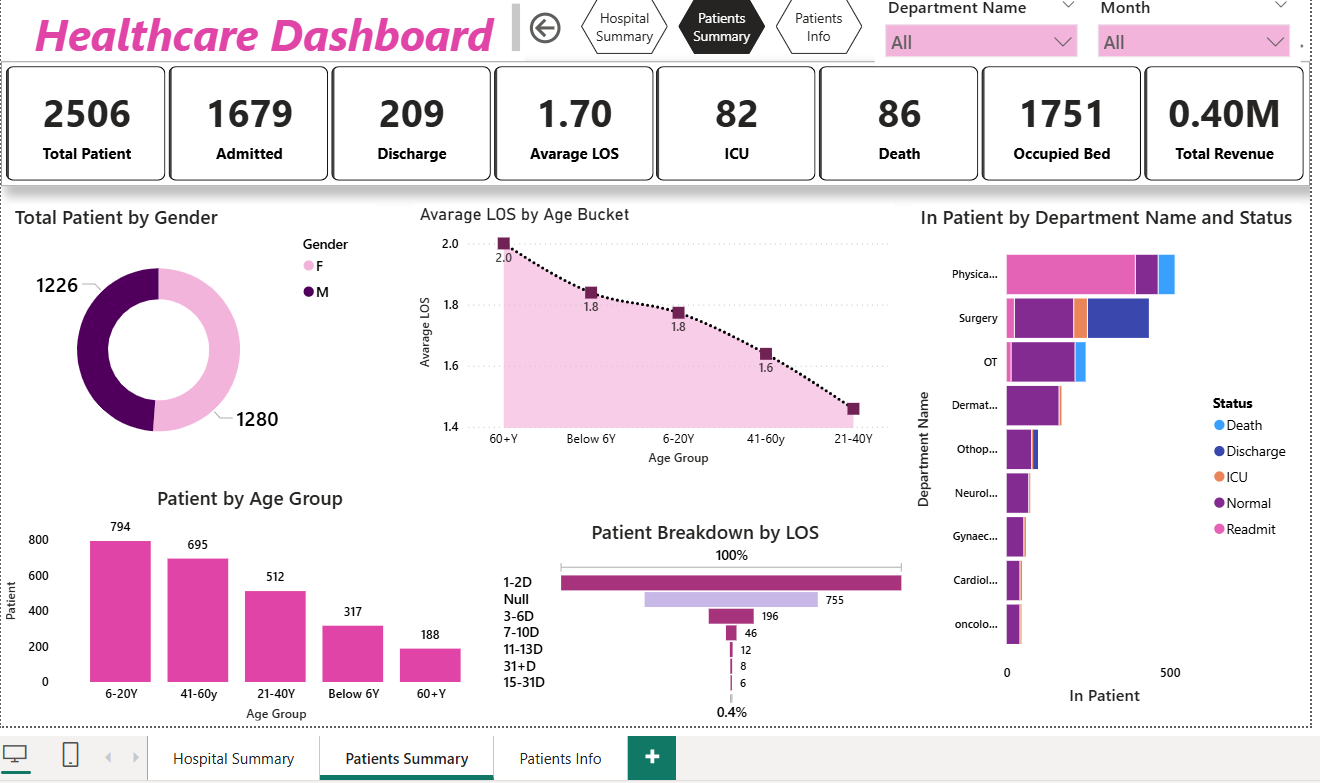 Healthcare Dashboard
Hospital
Summary
Patients
Summary
Patients
Info
Department Name
All
Month
All
2506
Total Patient
1679
Admitted
209
Discharge
1.70
Avarage LOS
82
ICU
86
Death
1751
Occupied Bed
0.40M
Total Revenue
Total Patient by Gender
Gender
F
M
1226
1280
Avarage LOS by Age Bucket
Avarage LOS
2.0
1.8
1.6
1.4
2.0
1.8
1.8
1.6
60+Y
Below 6Y
6-20Y
41-60y
21-40Y
Age Group
In Patient by Department Name and Status
Department Name
Physica...
Surgery
OT
Dermat...
Othop...
Neurol...
Gynaec...
Cardiol...
oncolo...
0
500
In Patient
Status
Death
Discharge
ICU
Normal
Readmit
Patient by Age Group
Patient
800
600
400
200
0
794
695
512
317
188
6-20Y
41-60y
21-40Y
Below 6Y
60+Y
Age Group
Patient Breakdown by LOS
100%
1-2D
Null
755
3-6D
196
7-10D
46
11-13D
12
31+D
8
15-31D
6
0.4%
Hospital Summary
Patients Summary
Patients Info
+